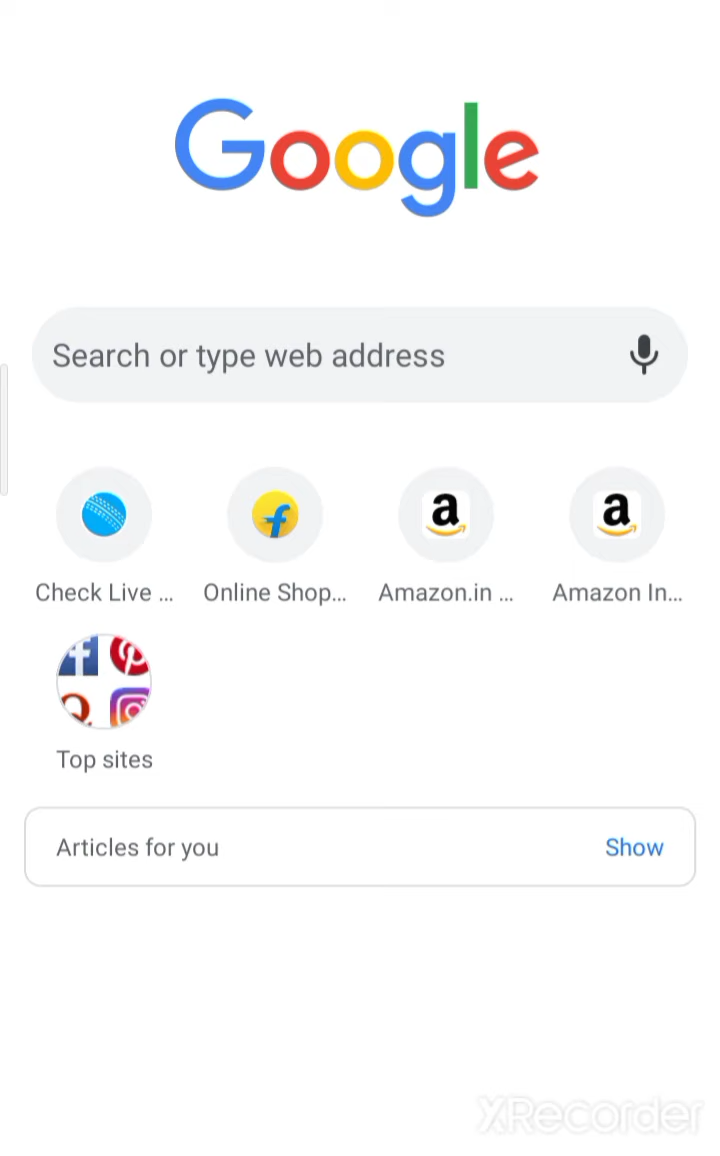 Google
Search or type web address
Check Live ...
Online Shop...
Amazon.in ...
Amazon In...
Top sites
Articles for you
Show
XRecorder